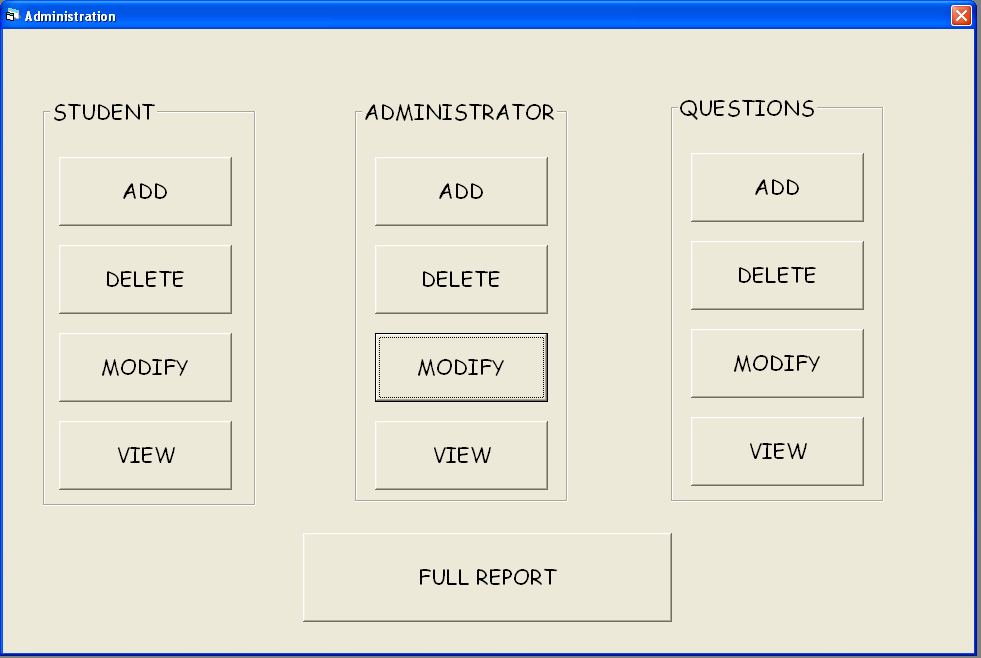 Administration
STUDENT
ADD
DELETE
MODIFY
VIEW
ADMINISTRATOR
ADD
DELETE
MODIFY
VIEW
QUESTIONS
ADD
DELETE
MODIFY
VIEW
FULL REPORT